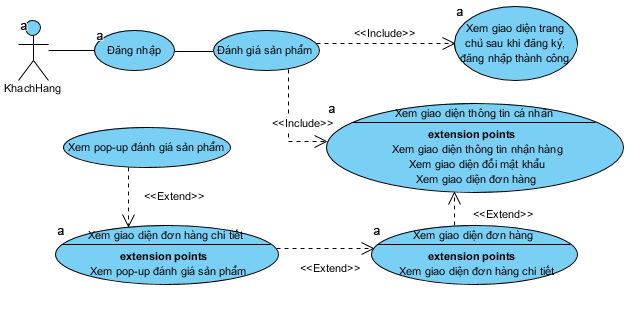 a
KhachHang
a
Đăng nhập
Đánh giá sản phẩm
<<Include>>
a
Xem giao diện trang
chủ sau khi đăng ký,
đăng nhập thành công
<<Include>>
a
Xem giao diện thông tin cá nhân
extension points
Xem giao diện thông tin nhận hàng
Xem giao diện đổi mật khẩu
Xem giao diện đơn hàng
Xem pop-up đánh giá sản phẩm
<<Extend>>
a
Xem giao diện đơn hàng chi tiết
extension points
Xem pop-up đánh giá sản phẩm
<<Extend>>
<<Extend>>
a
Xem giao diện đơn hàng
extension points
Xem giao diện đơn hàng chi tiết